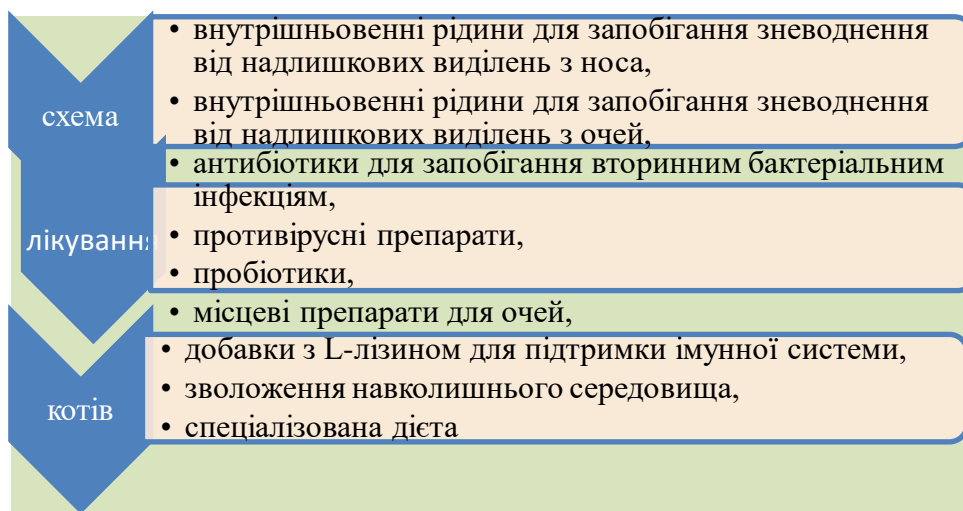 схема
• внутрішньовенні рідини для запобігання зневоднення
від надлишкових виділень з носа,
• внутрішньовенні рідини для запобігання зневоднення
від надлишкових виділень з очей,
лікування
• антибіотики для запобігання вторинним бактеріальним
інфекціям,
• противірусні препарати,
• пробіотики,
• місцеві препарати для очей,
котів
• добавки з L-лізином для підтримки імунної системи,
• зволоження навколишнього середовища,
• спеціалізована дієта